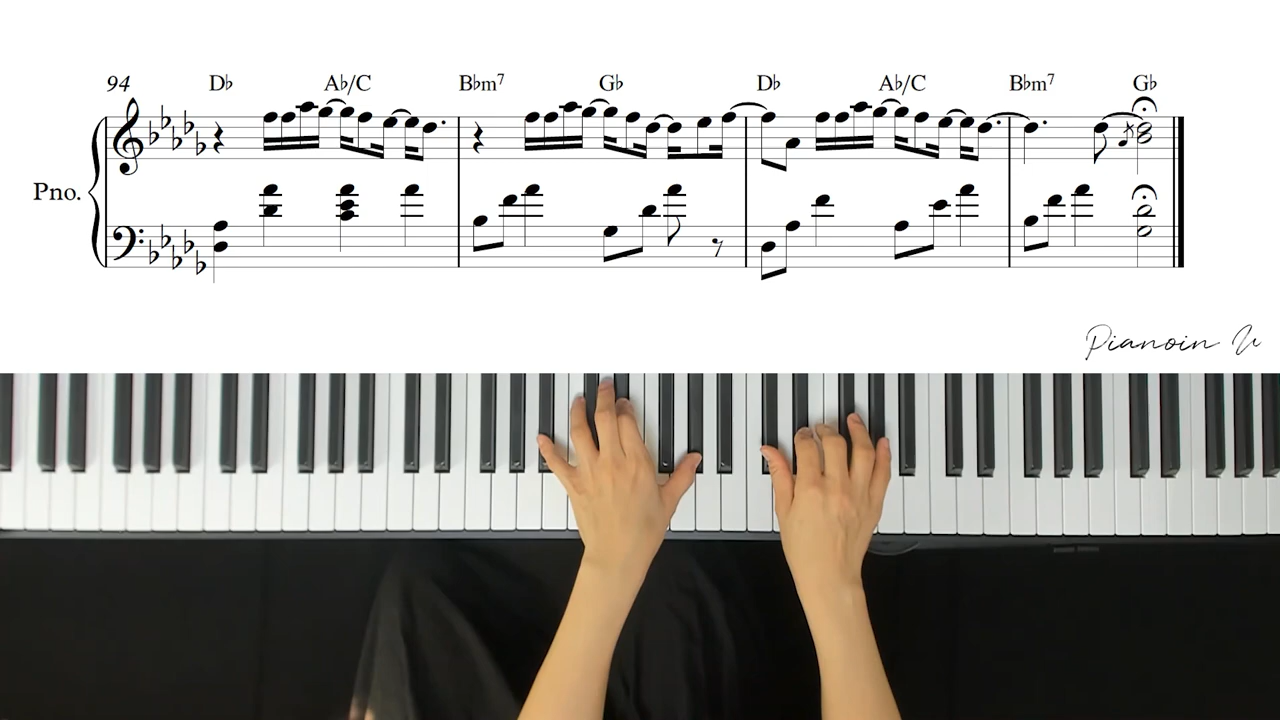 94 D♭ A♭/C B♭m7 G♭ D♭ A♭/C B♭m7 G♭
Pno.
Pianoin U